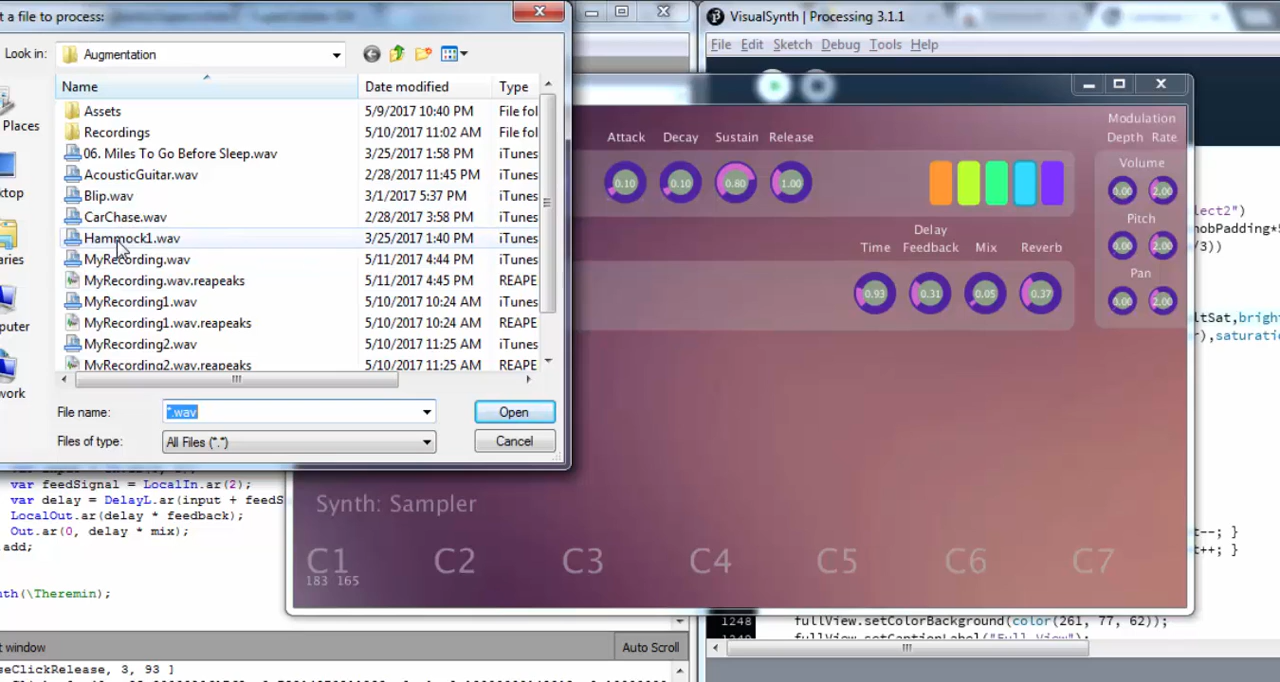 t a file to process:
VisualSynth | Processing 3.1.1
Look in: Augmentation
File Edit Sketch Debug Tools Help
Name Date modified Type
Places
Assets 5/9/2017 10:40 PM File fol
Recordings 5/10/2017 11:02 AM File fol
06. Miles To Go Before Sleep.wav 3/25/2017 1:58 PM iTunes
AcousticGuitar.wav 2/28/2017 11:45 PM iTunes
ktop
Blip.wav 3/1/2017 5:37 PM iTunes
CarChase.wav 2/28/2017 3:58 PM iTunes
Hammock1.wav 3/25/2017 1:40 PM iTunes
aries
MyRecording.wav 5/11/2017 4:44 PM iTunes
MyRecording.wav.reapeaks 5/11/2017 4:45 PM REAPE
MyRecording1.wav 5/10/2017 10:24 AM iTunes
puter
MyRecording1.wav.reapeaks 5/10/2017 10:24 AM REAPE
MyRecording2.wav 5/10/2017 11:25 AM iTunes
MyRecording2.wav.reapeaks 5/10/2017 11:25 AM REAPE
work
File name: *.wav Open
Files of type: All Files (*.*) Cancel
Modulation
Attack Decay Sustain Release Depth Rate
Volume
0.10 0.10 0.80 1.00 0.00 2.00
Pitch
Delay
Time Feedback Mix Reverb 0.00 2.00
Pan
0.93 0.31 0.05 0.37 0.00 2.00
lect2")
nobPadding*5
/3))
ltSat,brigh
r),saturatio
var feedSignal = LocalIn.ar(2);
var delay = DelayL.ar(input + feedS
LocalOut.ar(delay * feedback);
Out.ar(0, delay * mix);
.add;
nth(\Theremin);
Synth: Sampler
C1 C2 C3 C4 C5 C6 C7
183 165
t--; }
t++; }
1248 fullView.setColorBackground(color(261, 77, 62));
fullView.setCaptionLabel("Full View");
t window Auto Scroll
seClickRelease, 3, 93 ]